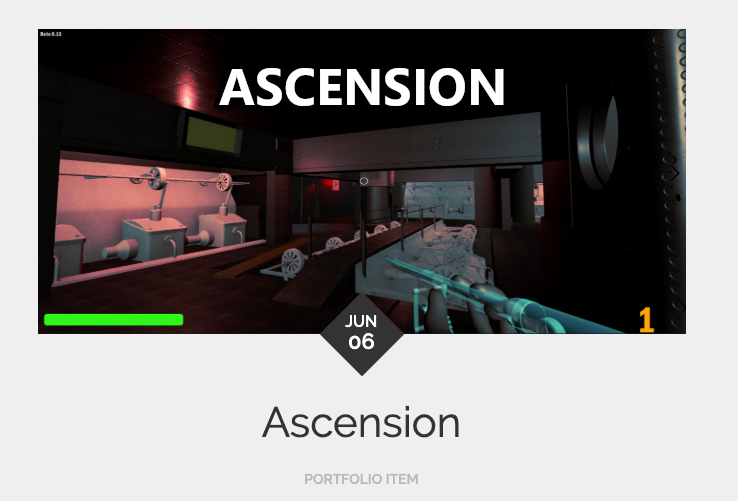 Beta 0.13
ASCENSION
1
JUN
06
Ascension
PORTFOLIO ITEM